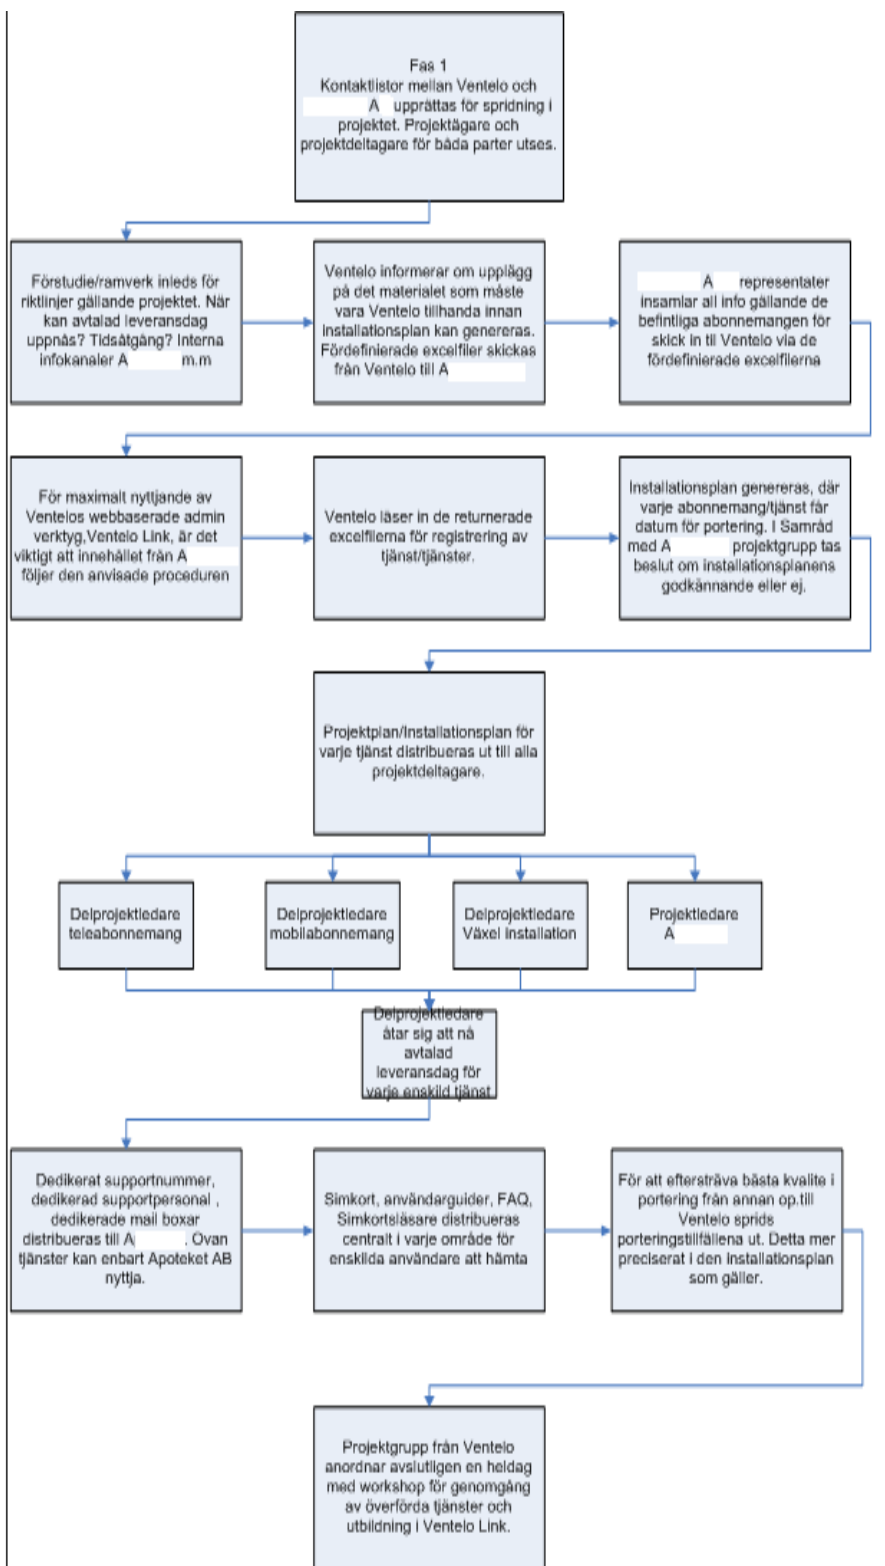 Fas 1
Kontaktlistor mellan Ventelo och
A upprättas för spridning i
projektet. Projektägare och
projektdeltagare för båda parter utses.
Förstudie/ramverk inleds för
riktlinjer gällande projektet. När
kan avtalad leveransdag
uppnås? Tidsåtgång? Interna
infokanaler A m.m
Ventelo informerar om upplägg
på det materialet som måste
vara Ventelo tillhanda innan
installationsplan kan genereras.
Fördefinierade excelfiler skickas
från Ventelo till A
A representater
insamlar all info gällande de
befintliga abonnemangen för
skick in til Ventelo via de
fördefinierade excelfilerna
För maximalt nyttjande av
Ventelos webbaserade admin
verktyg,Ventelo Link, är det
viktigt att innehållet från A
följer den anvisade proceduren
Ventelo läser in de returnerade
excelfilerna för registrering av
tjänst/tjänster.
Installationsplan genereras, där
varje abonnemang/tjänst får
datum för portering. I Samråd
med A projektgrupp tas
beslut om installationsplanens
godkännande eller ej.
Projektplan/Installationsplan för
varje tjänst distribueras ut till alla
projektdeltagare.
Delprojektledare
teleabonnemang
Delprojektledare
mobilabonnemang
Delprojektledare
Växel installation
Projektledare
A
Delprojektledare
åtar sig att nå
avtalad
leveransdag för
varje enskild tjänst
Dedikerat supportnummer,
dedikerad supportpersonal ,
dedikerade mail boxar
distribueras till A . Ovan
tjänster kan enbart Apoteket AB
nyttja.
Simkort, användarguider, FAQ,
Simkortsläsare distribueras
centralt i varje område för
enskilda användare att hämta
För att eftersträva bästa kvalite i
portering från annan op.till
Ventelo sprids
porteringstillfällena ut. Detta mer
preciserat i den installationsplan
som gäller.
Projektgrupp från Ventelo
anordnar avslutligen en heldag
med workshop för genomgång
av överförda tjänster och
utbildning i Ventelo Link.